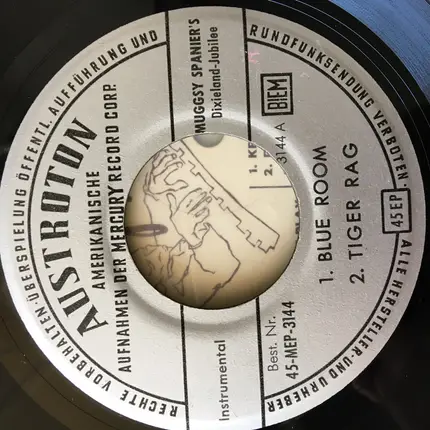 ALLE HERSTELLER- UND URHEBER
RECHTE VORBEHALTEN·ÜBERSPIELUNG ÖFFENTL. AUFFÜHRUNG UND
RUNDFUNKSENDUNG VERBOTEN.
AUSTROTON
AMERIKANISCHE
AUFNAHMEN DER MERCURY RECORD CORP.
Instrumental
MUGGSY SPANIER'S
Dixieland-Jubilee
Best. Nr.
45-MEP-3144
3144 A
BIEM
1. BLUE ROOM
2. TIGER RAG
45 EP